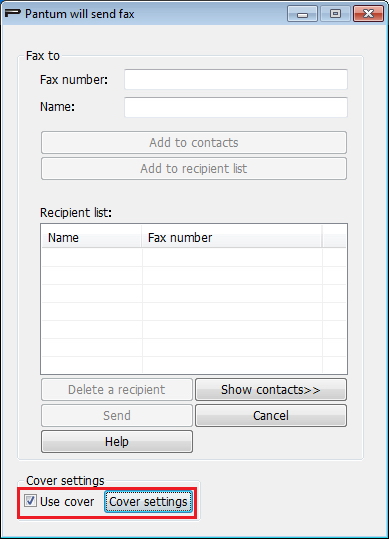 Pantum will send fax
Fax to
Fax number:
Name:
Add to contacts
Add to recipient list
Recipient list:
Name Fax number
Delete a recipient Show contacts>>
Send Cancel
Help
Cover settings
Use cover Cover settings